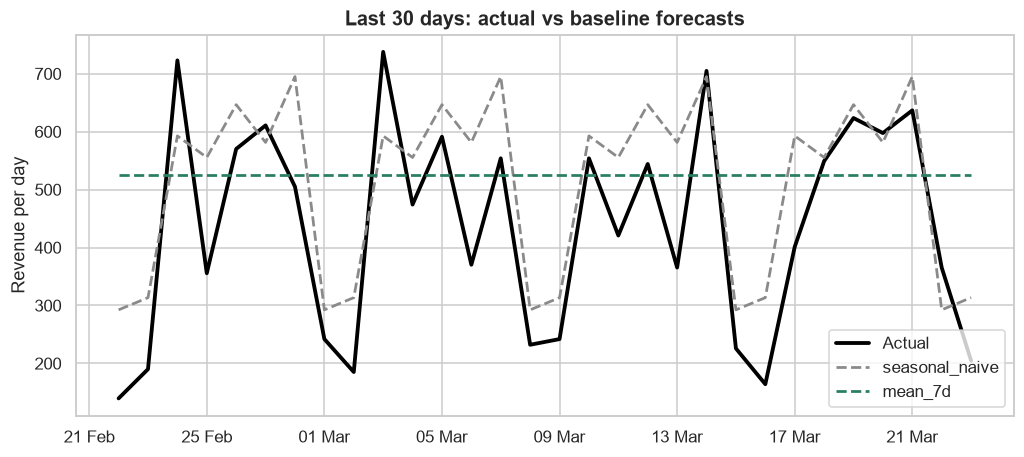 Last 30 days: actual vs baseline forecasts
Revenue per day
700
600
500
400
300
200
21 Feb 25 Feb 01 Mar 05 Mar 09 Mar 13 Mar 17 Mar 21 Mar
Actual
seasonal_naive
mean_7d